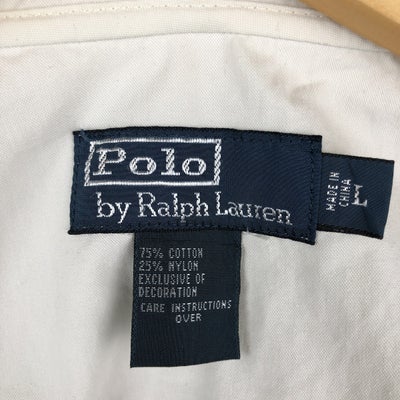 Polo
by Ralph Lauren
MADE IN
CHINA
L
75% COTTON
25% NYLON
EXCLUSIVE OF
DECORATION
CARE INSTRUCTIONS
OVER